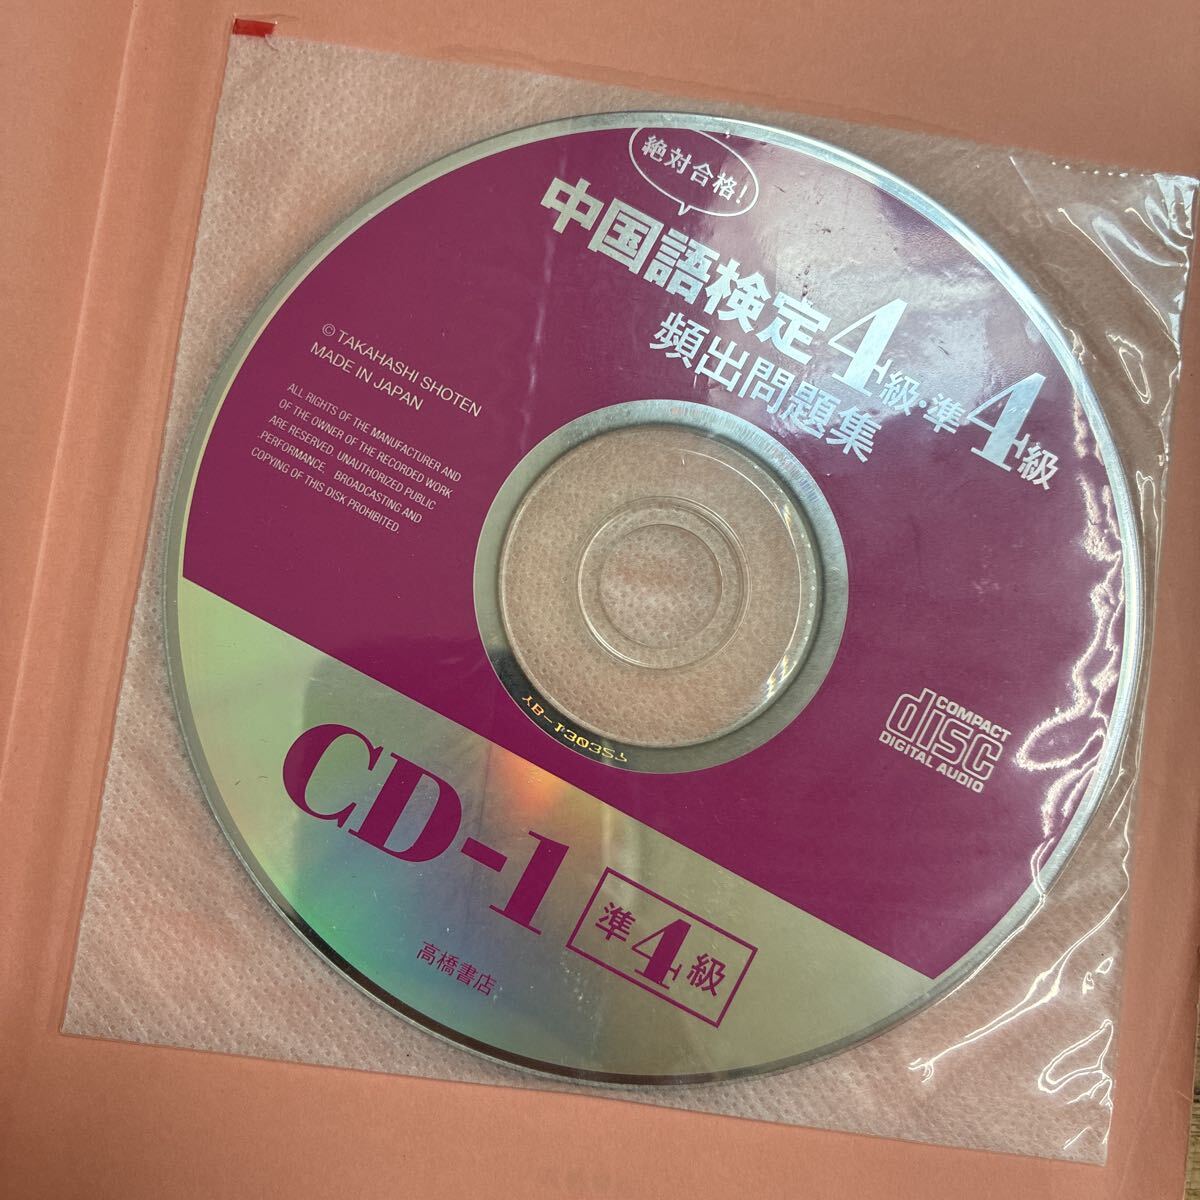 絶対合格!
中国語検定4級・準4級
頻出問題集
© TAKAHASHI SHOTEN
MADE IN JAPAN
ALL RIGHTS OF THE MANUFACTURER AND
OF THE OWNER OF THE RECORDED WORK
ARE RESERVED. UNAUTHORIZED PUBLIC
PERFORMANCE. BROADCASTING AND
COPYING OF THIS DISK PROHIBITED.
COMPACT
disc
DIGITAL AUDIO
CD-1
準4級
高橋書店